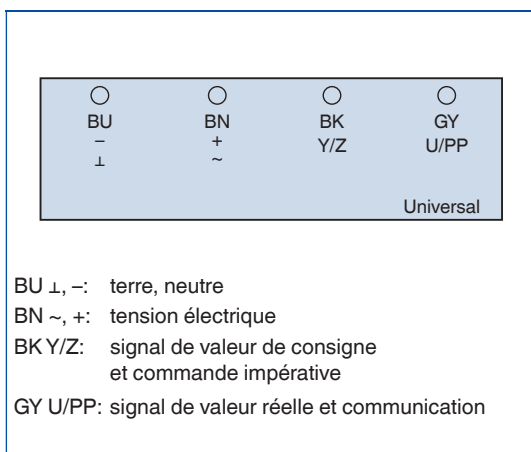 BU BN BK GY
– + Y/Z U/PP
⊥ ~
Universal
BU ⊥, –: terre, neutre
BN ~, +: tension électrique
BK Y/Z: signal de valeur de consigne
et commande impérative
GY U/PP: signal de valeur réelle et communication